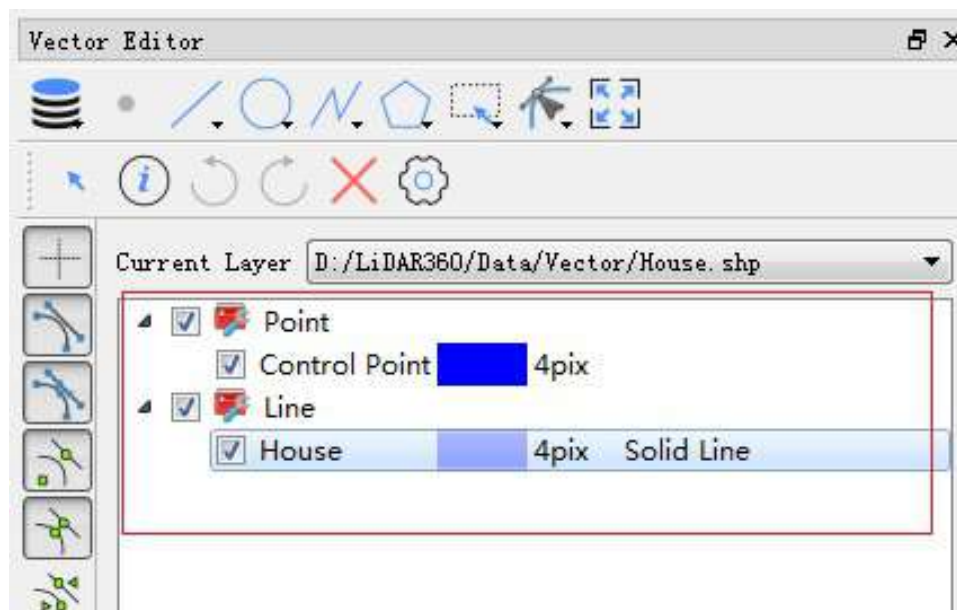 Vector Editor
i
Current Layer D:/LiDAR360/Data/Vector/House.shp
Point
Control Point 4pix
Line
House 4pix Solid Line